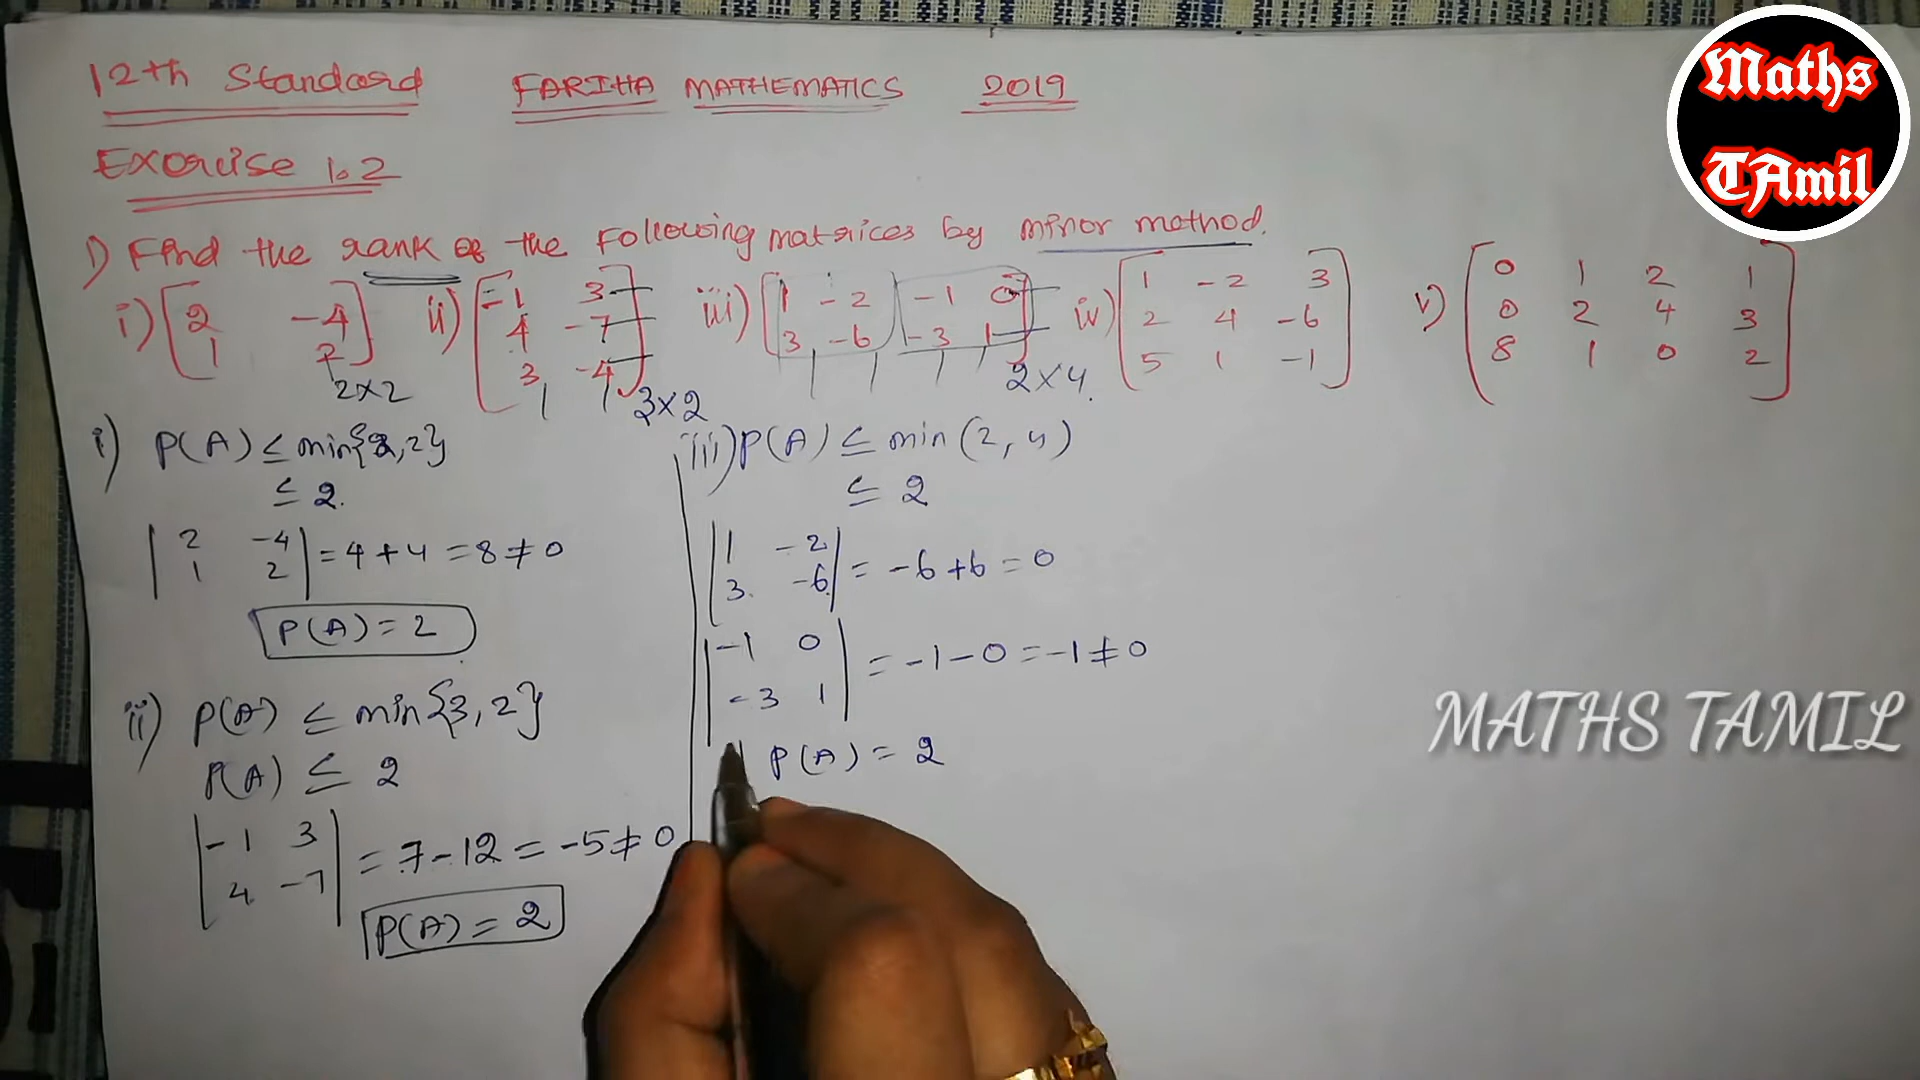 12th Standard FARITHA MATHEMATICS 2019
Exercise 1.2
1) Find the rank of the Following matrices by minor method.
i) [2 -4
1 2] 2×2
ii) [-1 3
4 -7
3 -4] 3×2
iii) [1 -2 -1 0
3 -6 -3 1] 2×4.
iv) [1 -2 3
2 4 -6
5 1 -1]
v) [0 1 2 1
0 2 4 3
8 1 0 2]
i) P(A) ≤ min{2,2}
≤ 2.
|2 -4
1 2| = 4+4 = 8 ≠ 0
P(A) = 2
ii) P(A) ≤ min{3,2}
P(A) ≤ 2
|-1 3
4 -7| = 7-12 = -5 ≠ 0
P(A) = 2
iii) P(A) ≤ min(2,4)
≤ 2
|1 -2
3 -6| = -6+6 = 0
|-1 0
-3 1| = -1-0 = -1 ≠ 0
P(A) = 2
Maths
TAmil
MATHS TAMIL